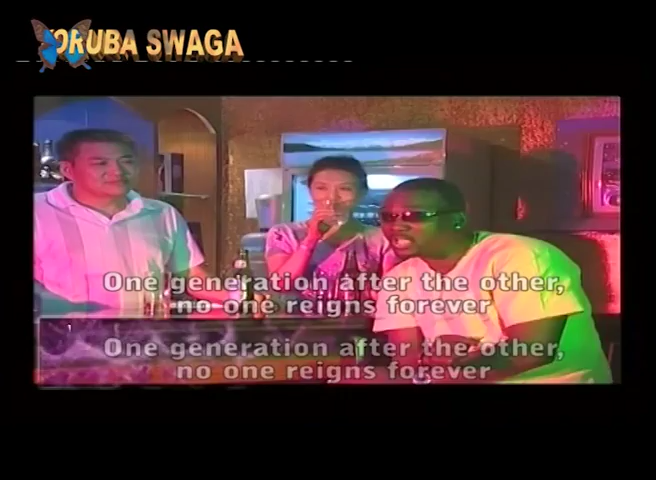 YORUBA SWAGA
One generation after the other,
no one reigns forever
One generation after the other,
no one reigns forever